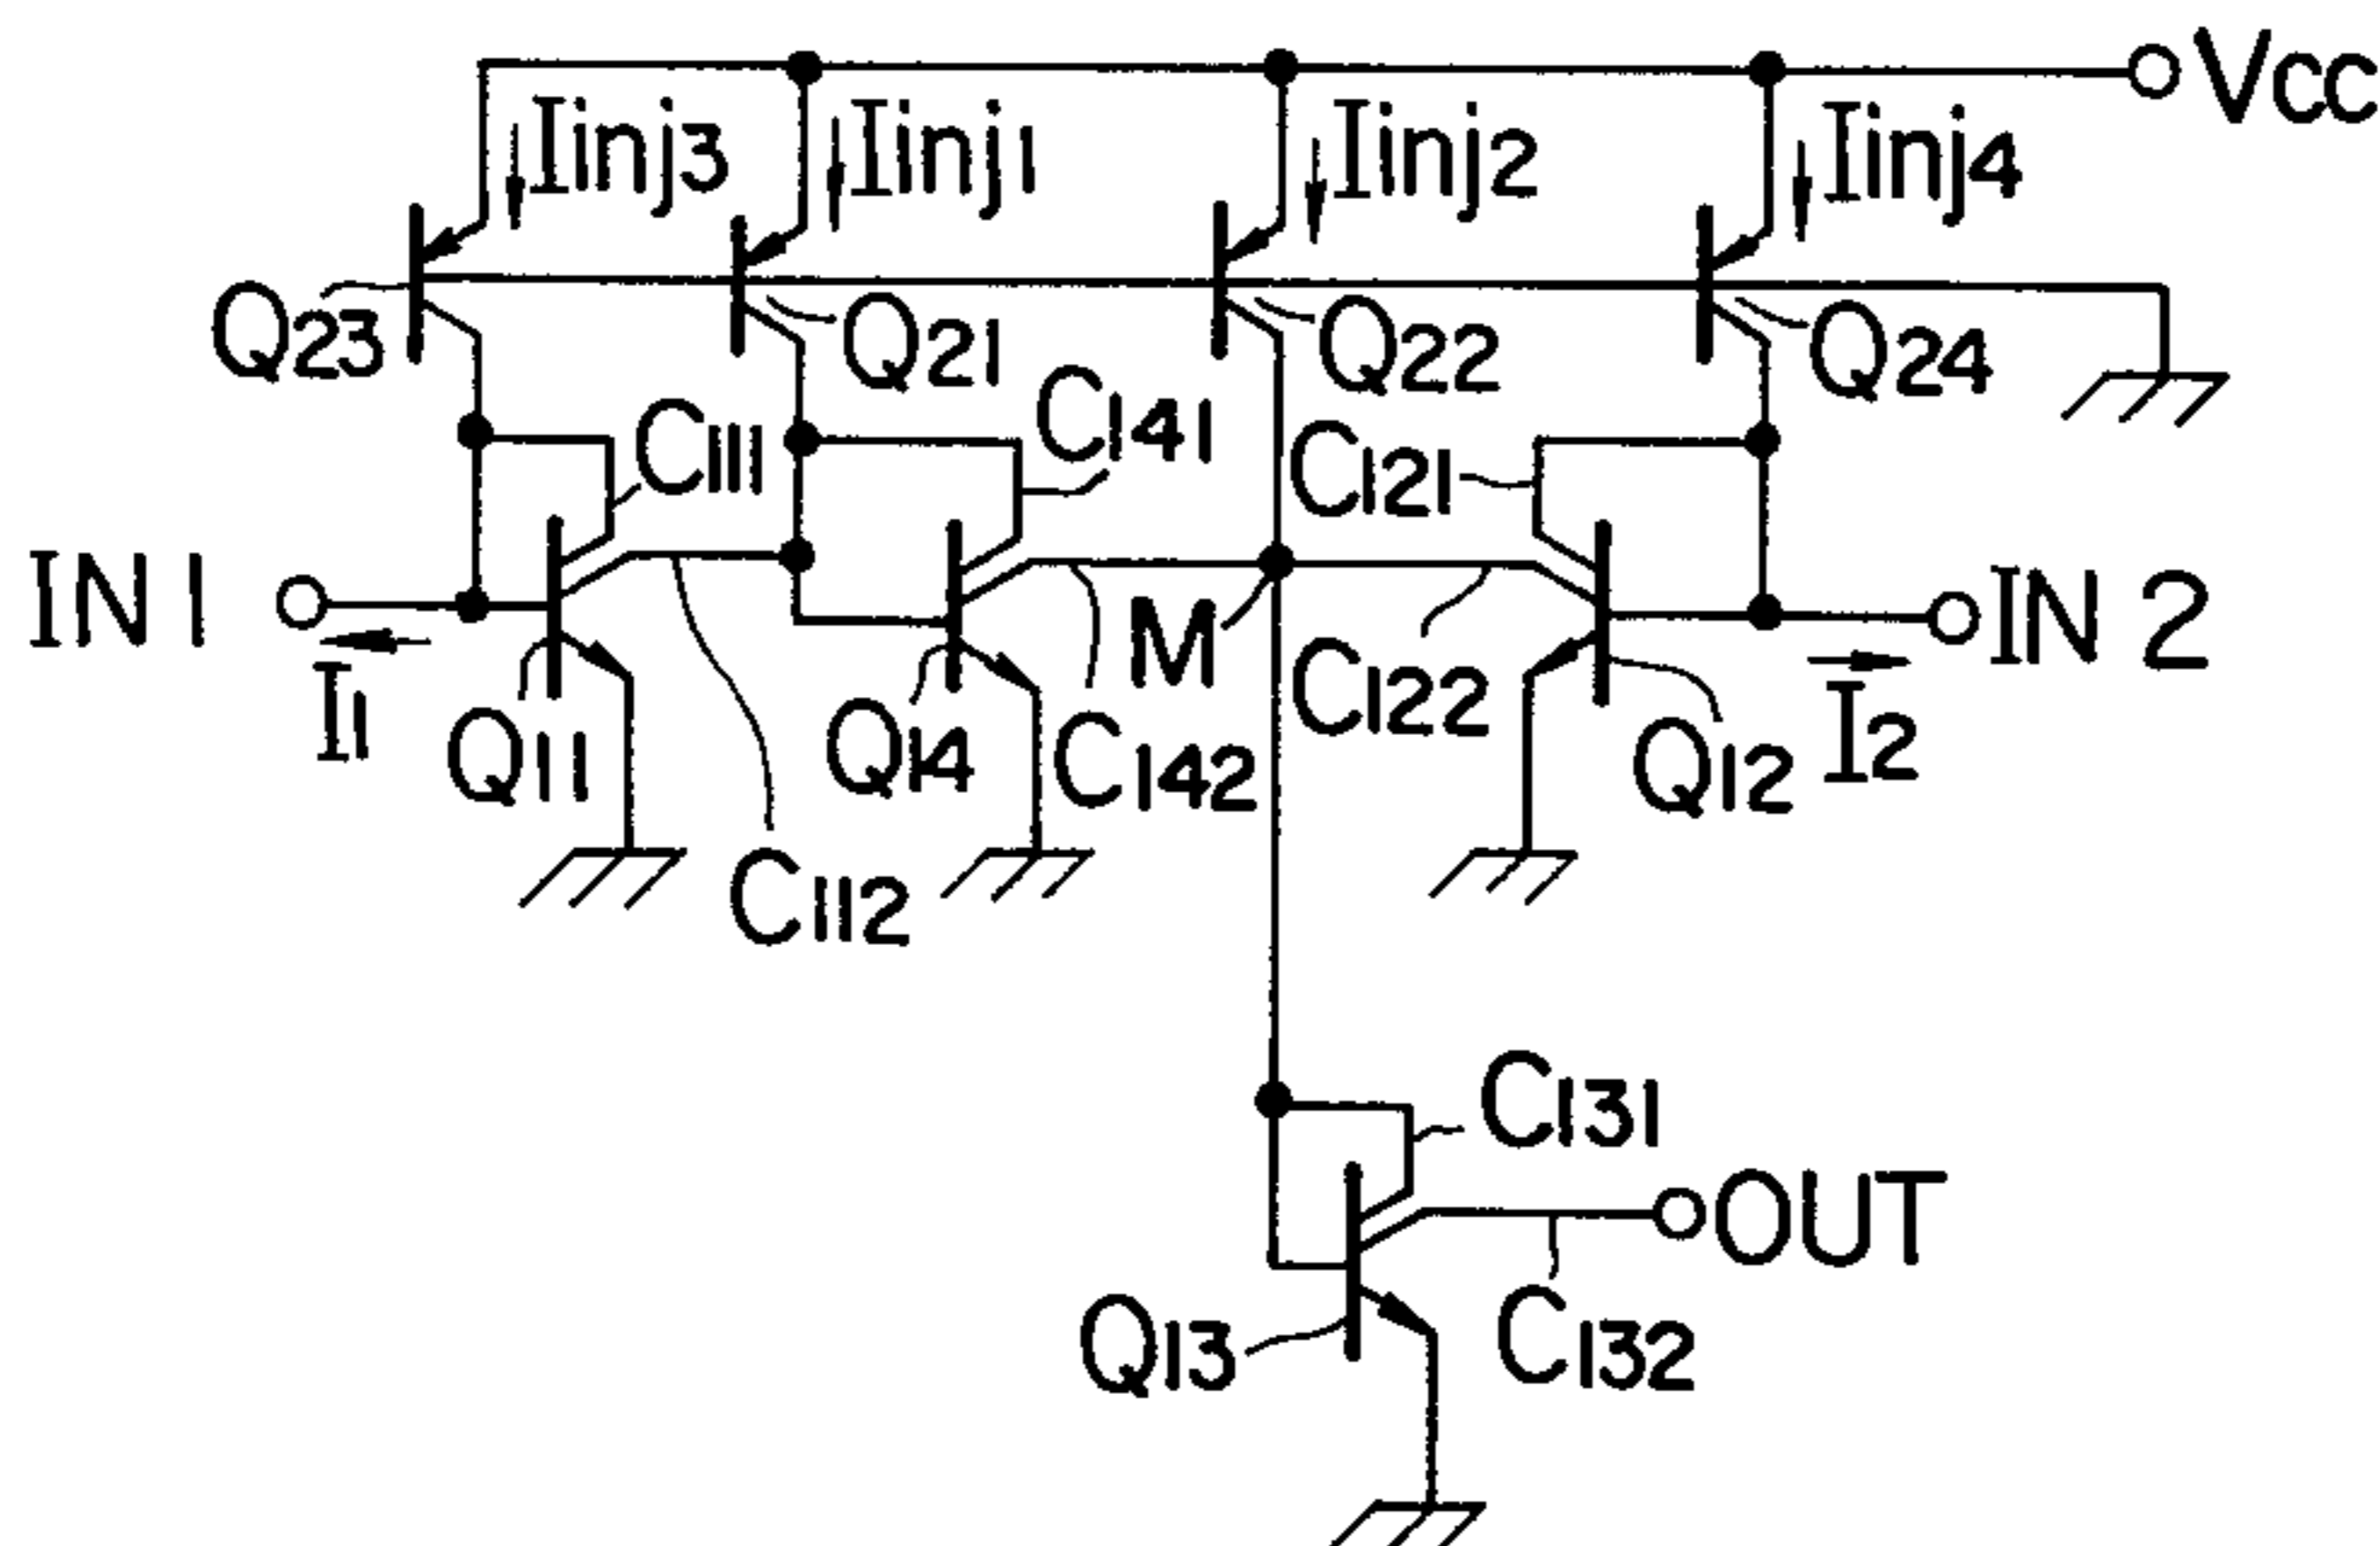 Vcc
Iinj3
Iinj1
Iinj2
Iinj4
Q23
Q21
Q22
Q24
C111
C141
C121
IN1
M
IN2
I1
Q11
Q14
C142
C122
Q12
I2
C112
C131
OUT
Q13
C132